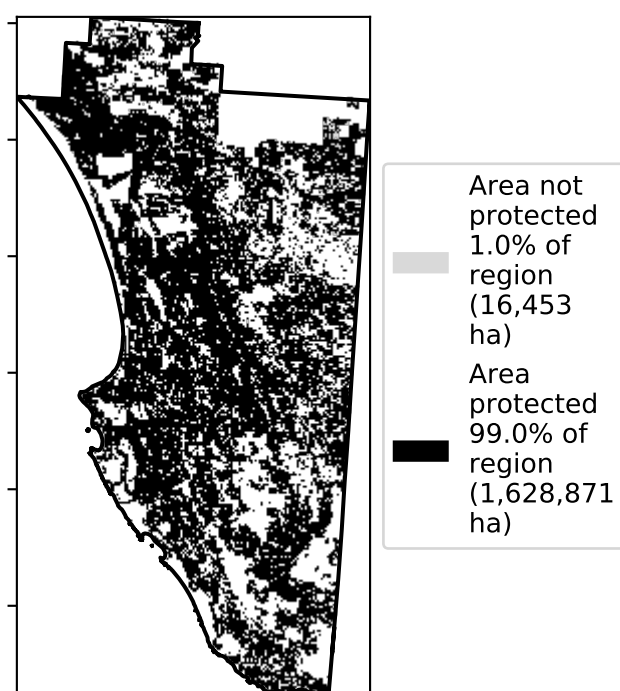 Area not
protected
1.0% of
region
(16,453
ha)
Area
protected
99.0% of
region
(1,628,871
ha)